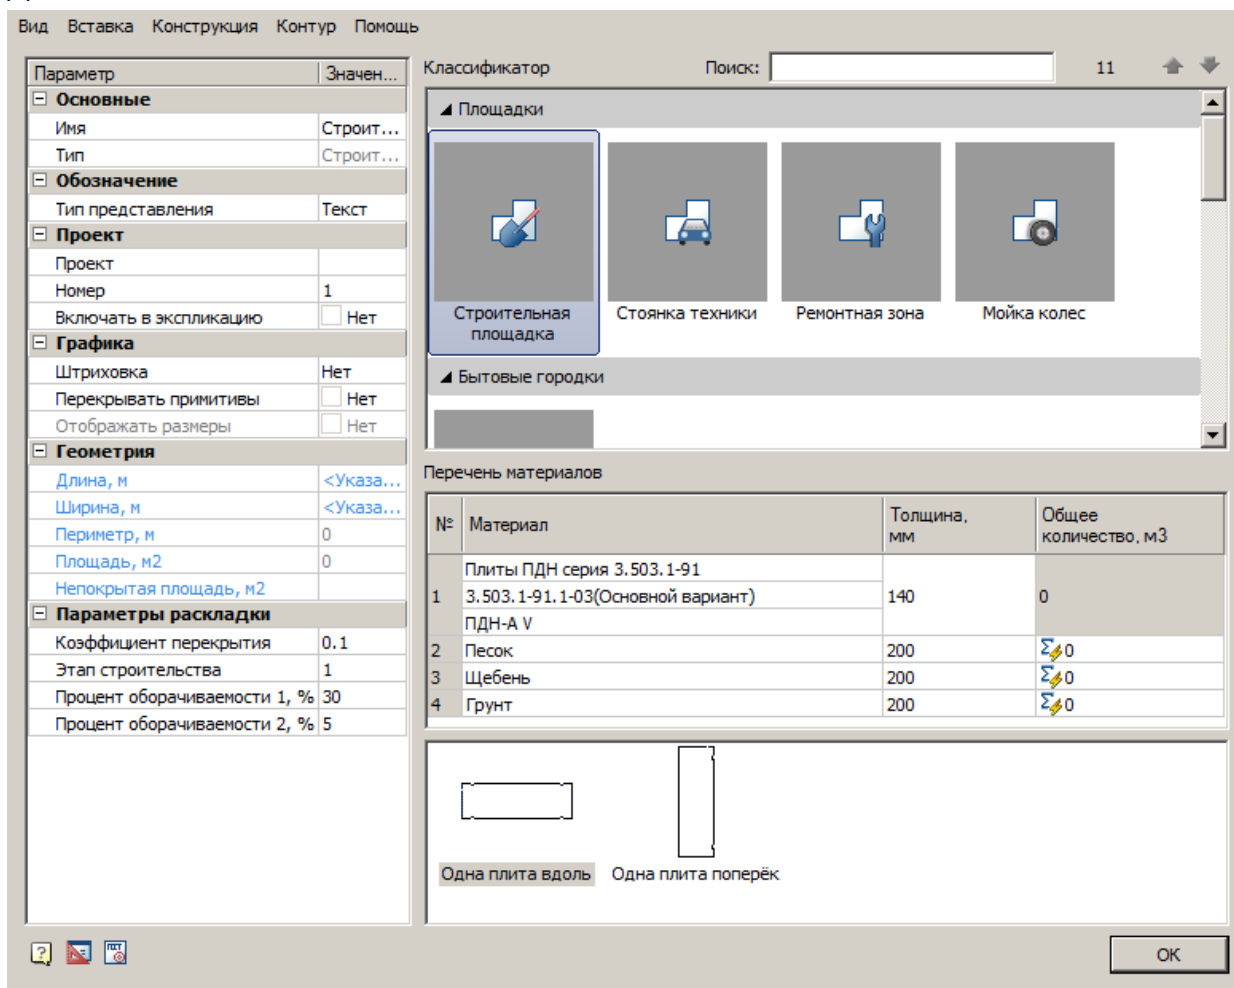 Вид Вставка Конструкция Контур Помощь
Параметр Значен...
Основные
Имя Строит...
Тип Строит...
Обозначение
Тип представления Текст
Проект
Проект
Номер 1
Включать в экспликацию Нет
Графика
Штриховка Нет
Перекрывать примитивы Нет
Отображать размеры Нет
Геометрия
Длина, м <Указа...
Ширина, м <Указа...
Периметр, м 0
Площадь, м2 0
Непокрытая площадь, м2
Параметры раскладки
Коэффициент перекрытия 0.1
Этап строительства 1
Процент оборачиваемости 1, % 30
Процент оборачиваемости 2, % 5
Классификатор Поиск: 11
Площадки
Строительная
площадка
Стоянка техники
Ремонтная зона
Мойка колес
Бытовые городки
Перечень материалов
№ Материал
Толщина,
мм
Общее
количество, м3
Плиты ПДН серия 3.503.1-91
1 3.503.1-91.1-03(Основной вариант) 140 0
ПДН-А V
2 Песок 200 Σ 0
3 Щебень 200 Σ 0
4 Грунт 200 Σ 0
Одна плита вдоль Одна плита поперёк
ОК